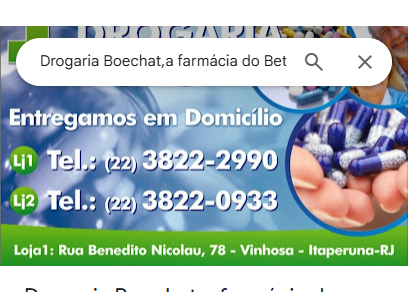 DROGARIA
Drogaria Boechat,a farmácia do Bet
Entregamos em Domicílio
Lj1 Tel.: (22) 3822-2990
Lj2 Tel.: (22) 3822-0933
Loja1: Rua Benedito Nicolau, 78 - Vinhosa - Itaperuna-RJ